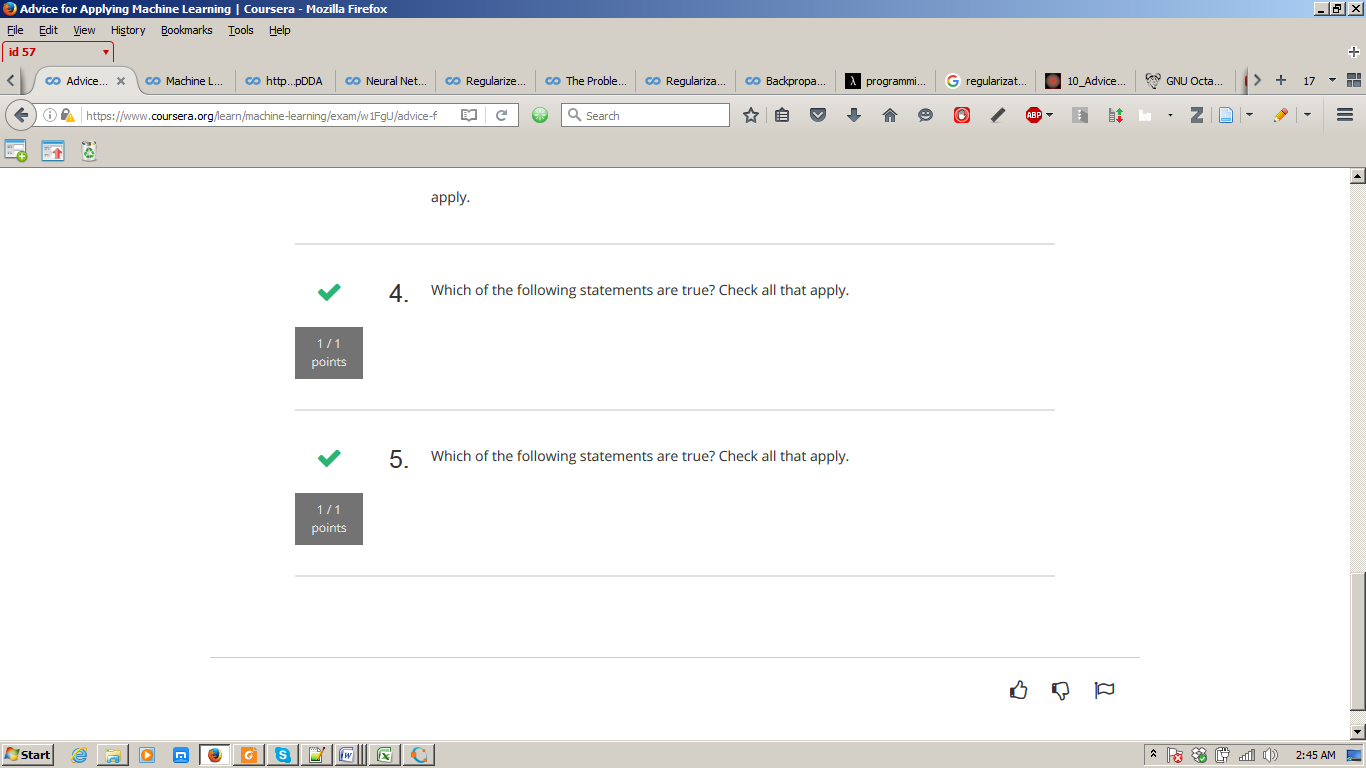 Advice for Applying Machine Learning | Coursera - Mozilla Firefox
File Edit View History Bookmarks Tools Help
id 57
Advice... Machine L... http...pDDA Neural Net... Regularize... The Proble... Regulariza... Backpropa... programmi... regularizat... 10_Advice... GNU Octa... 17
https://www.coursera.org/learn/machine-learning/exam/w1FgU/advice-f Search ABP
apply.
4. Which of the following statements are true? Check all that apply.
1 / 1
points
5. Which of the following statements are true? Check all that apply.
1 / 1
points
Start 2:45 AM